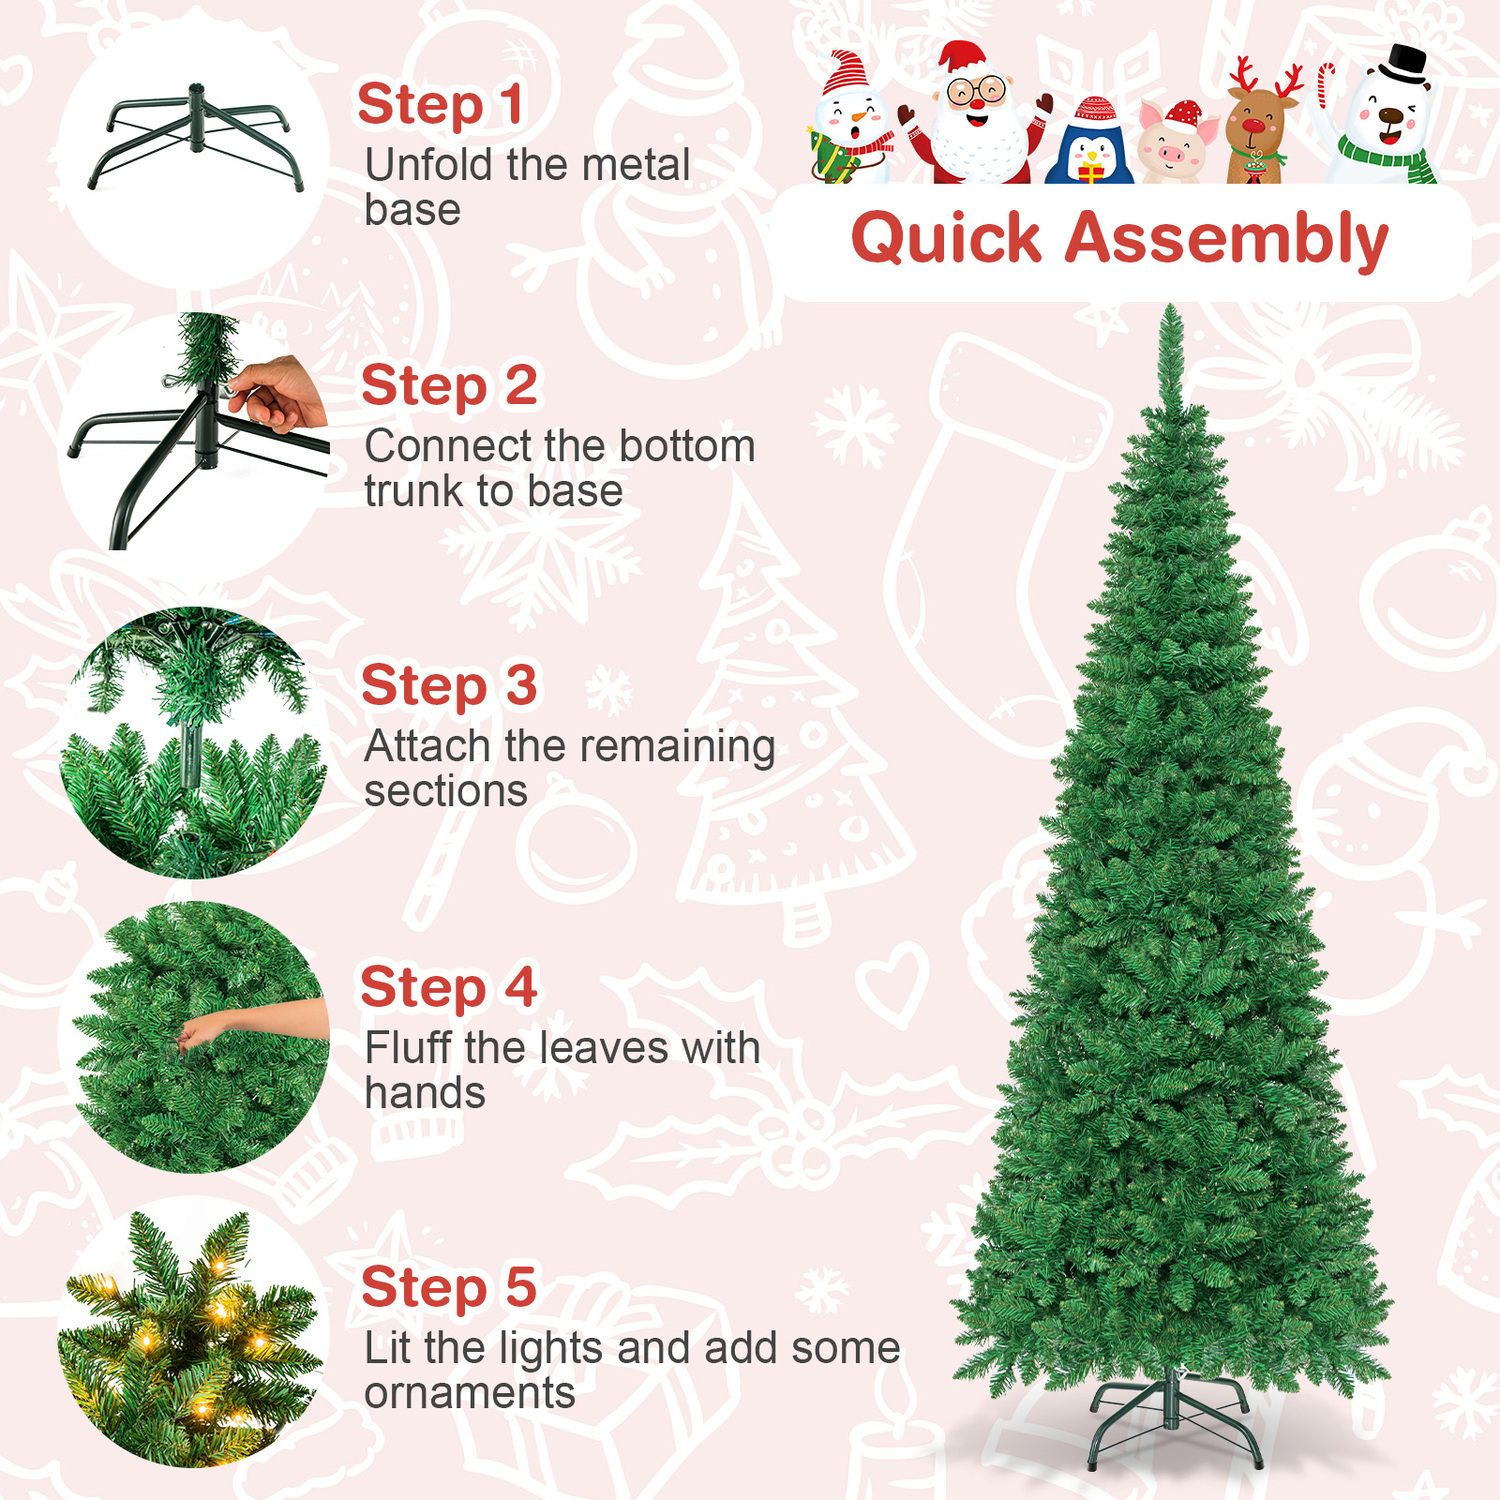 Quick Assembly
Step 1
Unfold the metal
base
Step 2
Connect the bottom
trunk to base
Step 3
Attach the remaining
sections
Step 4
Fluff the leaves with
hands
Step 5
Lit the lights and add some
ornaments